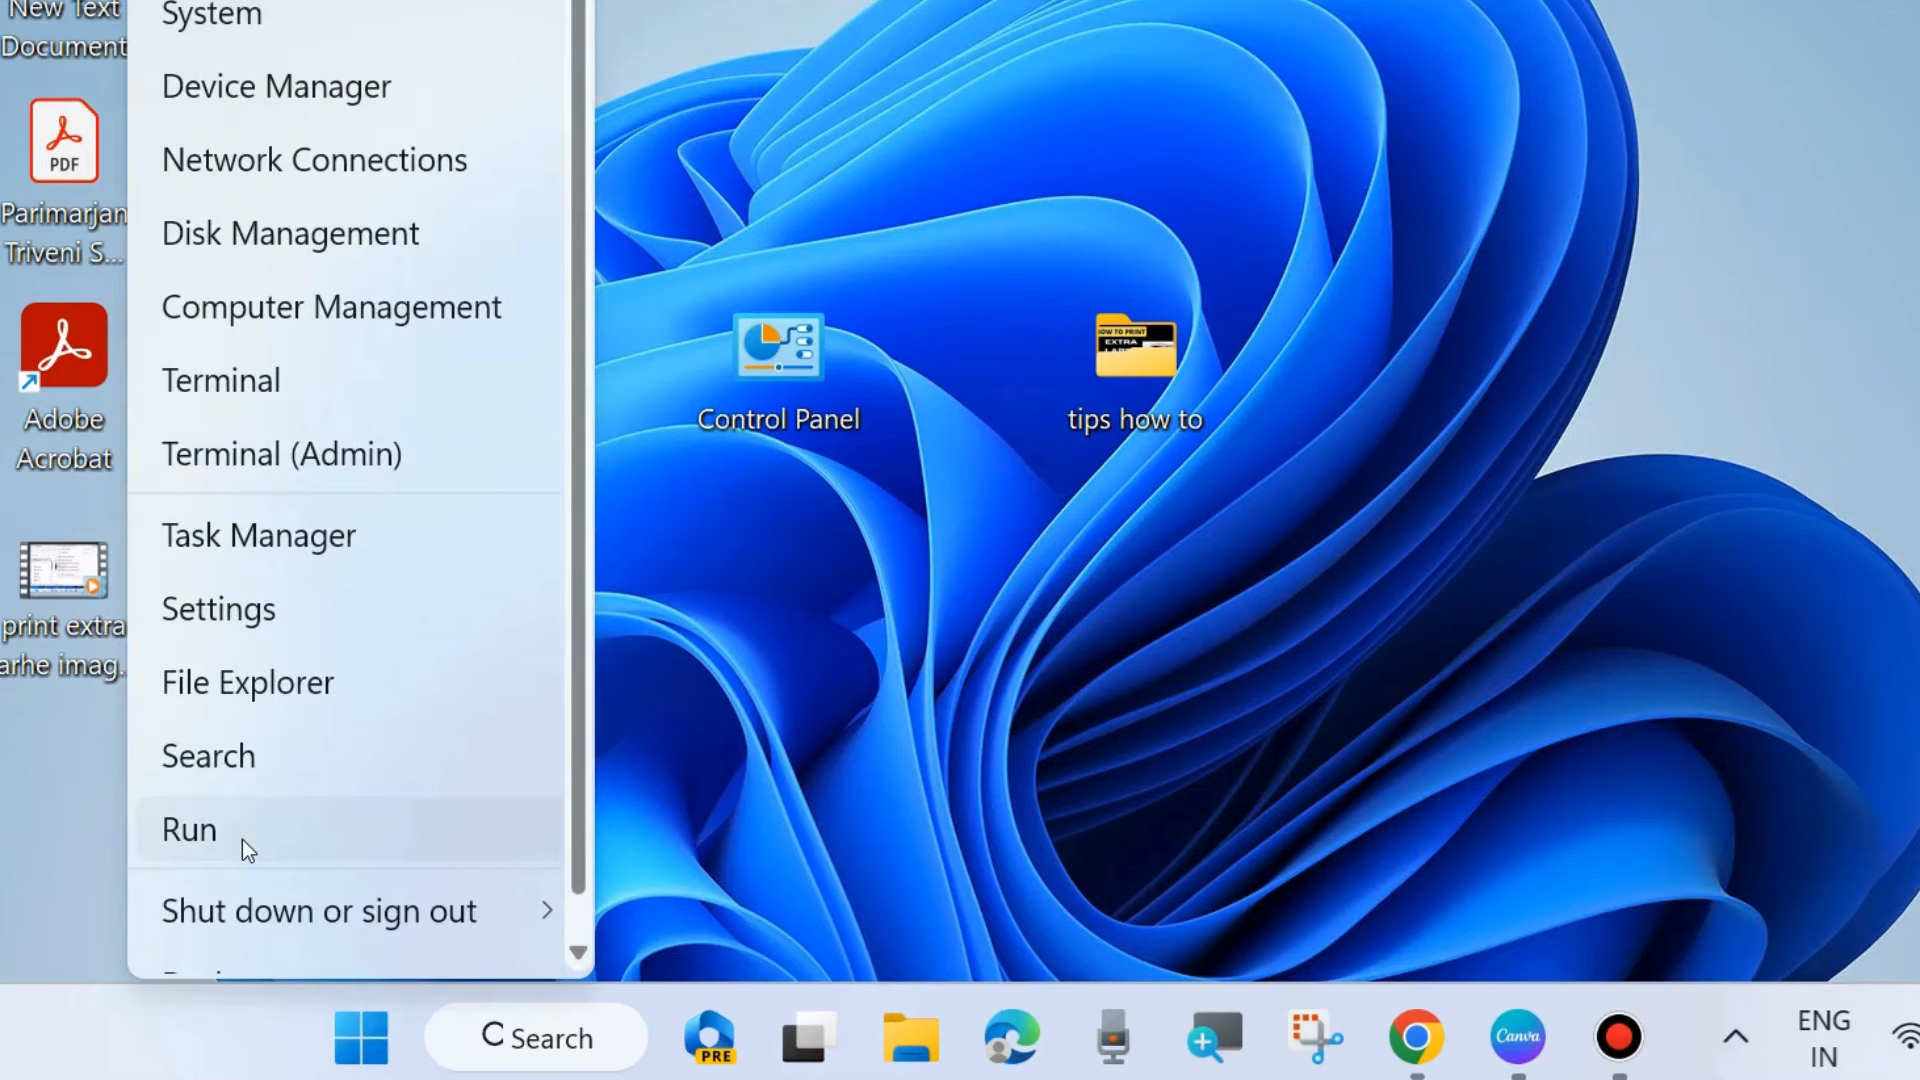 New Text
Document
PDF
Parimarjan
Triveni S...
Adobe
Acrobat
print extra
arhe imag...
System
Device Manager
Network Connections
Disk Management
Computer Management
Terminal
Terminal (Admin)
Task Manager
Settings
File Explorer
Search
Run
Shut down or sign out
Control Panel
HOW TO PRINT
EXTRA
tips how to
Search
PRE
Canva
ENG
IN